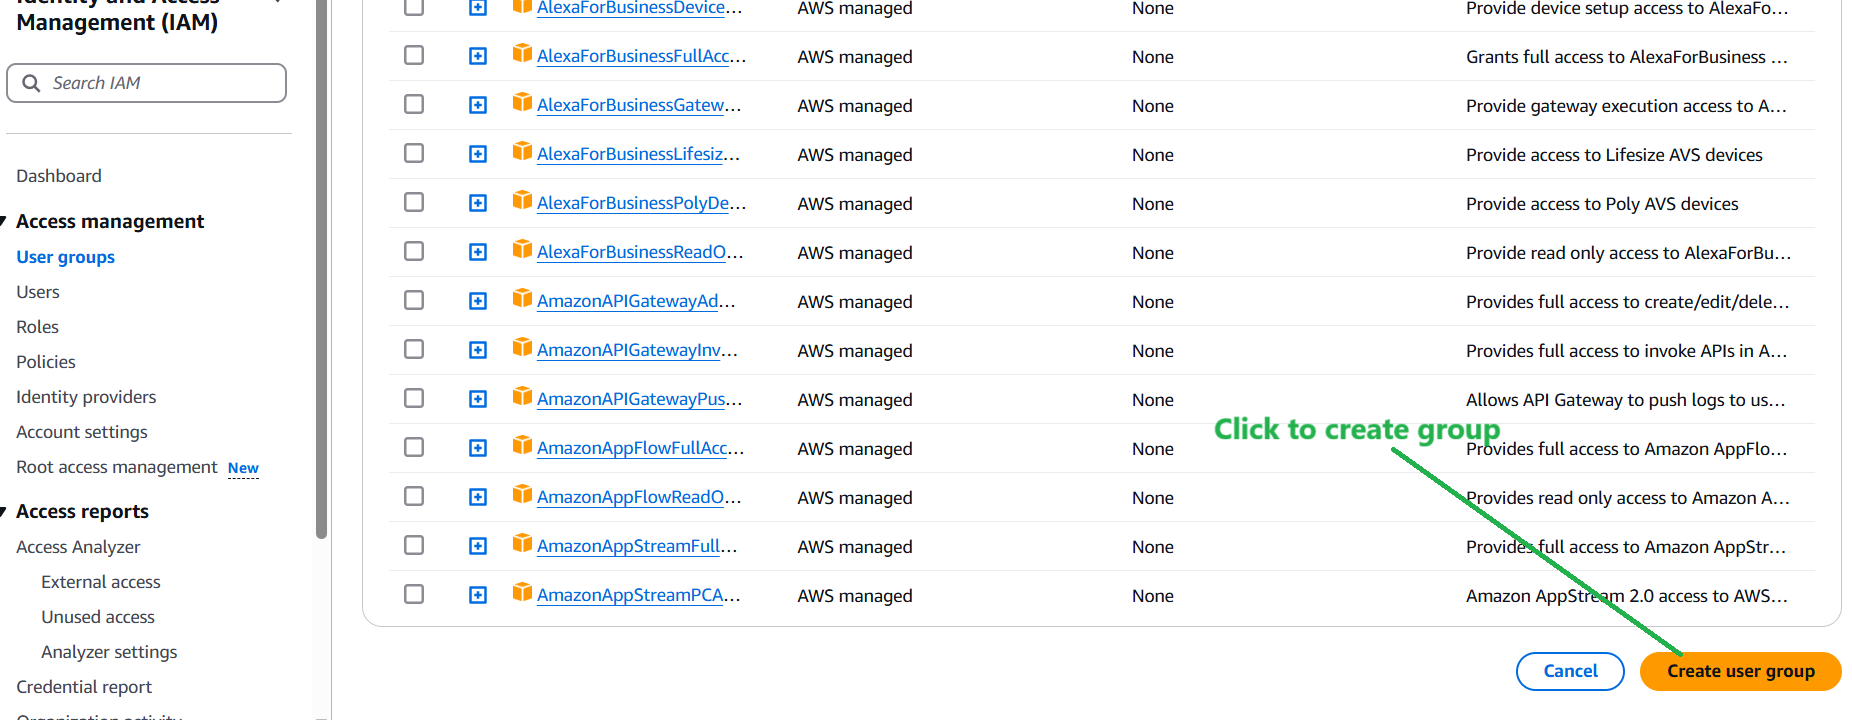 Management (IAM)
Search IAM
Dashboard
Access management
User groups
Users
Roles
Policies
Identity providers
Account settings
Root access management New
Access reports
Access Analyzer
External access
Unused access
Analyzer settings
Credential report
AlexaForBusinessDevice... AWS managed None Provide device setup access to AlexaFo...
AlexaForBusinessFullAcc... AWS managed None Grants full access to AlexaForBusiness ...
AlexaForBusinessGatew... AWS managed None Provide gateway execution access to A...
AlexaForBusinessLifesiz... AWS managed None Provide access to Lifesize AVS devices
AlexaForBusinessPolyDe... AWS managed None Provide access to Poly AVS devices
AlexaForBusinessReadO... AWS managed None Provide read only access to AlexaForBu...
AmazonAPIGatewayAd... AWS managed None Provides full access to create/edit/dele...
AmazonAPIGatewayInv... AWS managed None Provides full access to invoke APIs in A...
AmazonAPIGatewayPus... AWS managed None Allows API Gateway to push logs to us...
Click to create group
AmazonAppFlowFullAcc... AWS managed None Provides full access to Amazon AppFlo...
AmazonAppFlowReadO... AWS managed None Provides read only access to Amazon A...
AmazonAppStreamFull... AWS managed None Provides full access to Amazon AppStr...
AmazonAppStreamPCA... AWS managed None Amazon AppStream 2.0 access to AWS...
Cancel Create user group